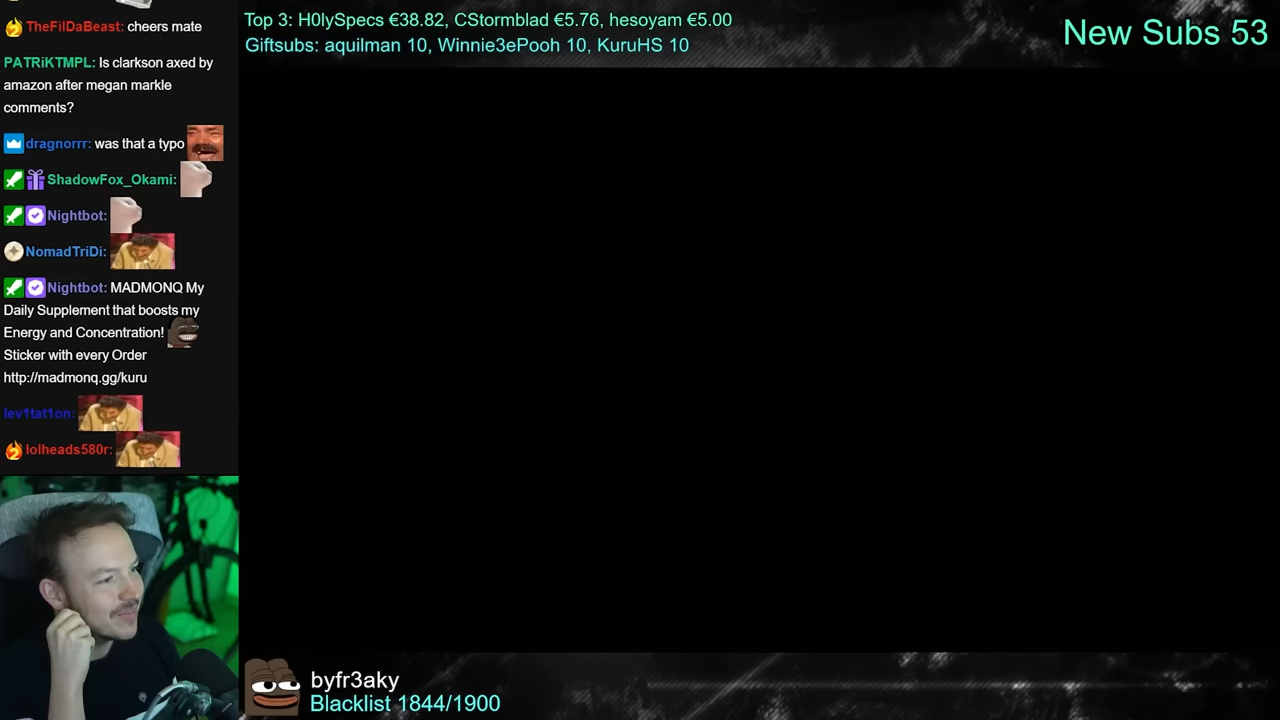 TheFilDaBeast: cheers mate
PATRiKTMPL: Is clarkson axed by
amazon after megan markle
comments?
dragnorrr: was that a typo
ShadowFox_Okami:
Nightbot:
NomadTriDi:
Nightbot: MADMONQ My
Daily Supplement that boosts my
Energy and Concentration!
Sticker with every Order
http://madmonq.gg/kuru
lev1tat1on:
lolheads580r:
Top 3: H0lySpecs €38.82, CStormblad €5.76, hesoyam €5.00
Giftsubs: aquilman 10, Winnie3ePooh 10, KuruHS 10
New Subs 53
byfr3aky
Blacklist 1844/1900